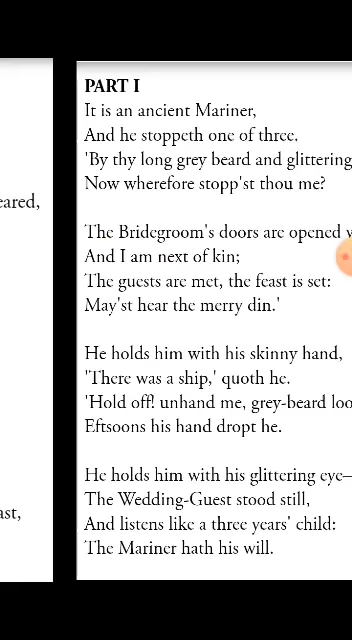 eared,
ast,
PART I
It is an ancient Mariner,
And he stoppeth one of three.
'By thy long grey beard and glittering
Now wherefore stopp'st thou me?
The Bridegroom's doors are opened w
And I am next of kin;
The guests are met, the feast is set:
May'st hear the merry din.'
He holds him with his skinny hand,
'There was a ship,' quoth he.
'Hold off! unhand me, grey-beard loo
Eftsoons his hand dropt he.
He holds him with his glittering eye—
The Wedding-Guest stood still,
And listens like a three years' child:
The Mariner hath his will.